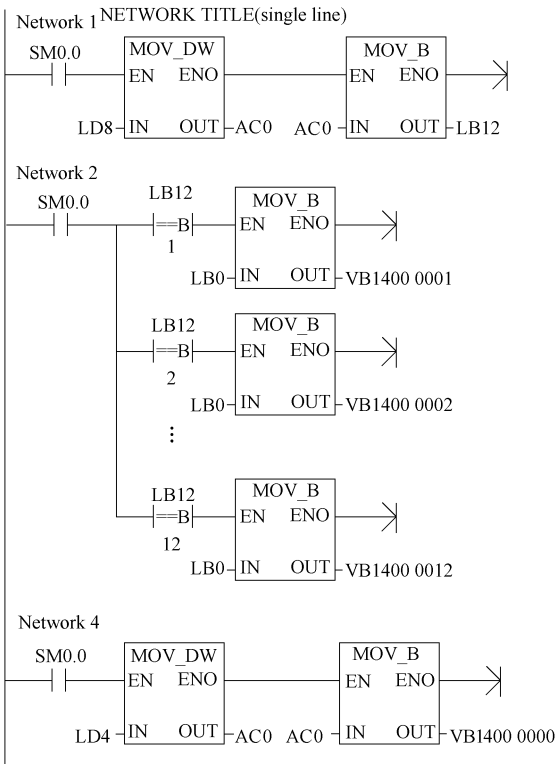 Network 1 NETWORK TITLE(single line)
SM0.0 MOV_DW MOV_B
EN ENO EN ENO
LD8 IN OUT AC0 AC0 IN OUT LB12
Network 2
SM0.0 LB12 MOV_B
==B EN ENO
1
LB0 IN OUT VB1400 0001
LB12 MOV_B
==B EN ENO
2
LB0 IN OUT VB1400 0002
⋮
LB12 MOV_B
==B EN ENO
12
LB0 IN OUT VB1400 0012
Network 4
SM0.0 MOV_DW MOV_B
EN ENO EN ENO
LD4 IN OUT AC0 AC0 IN OUT VB1400 0000